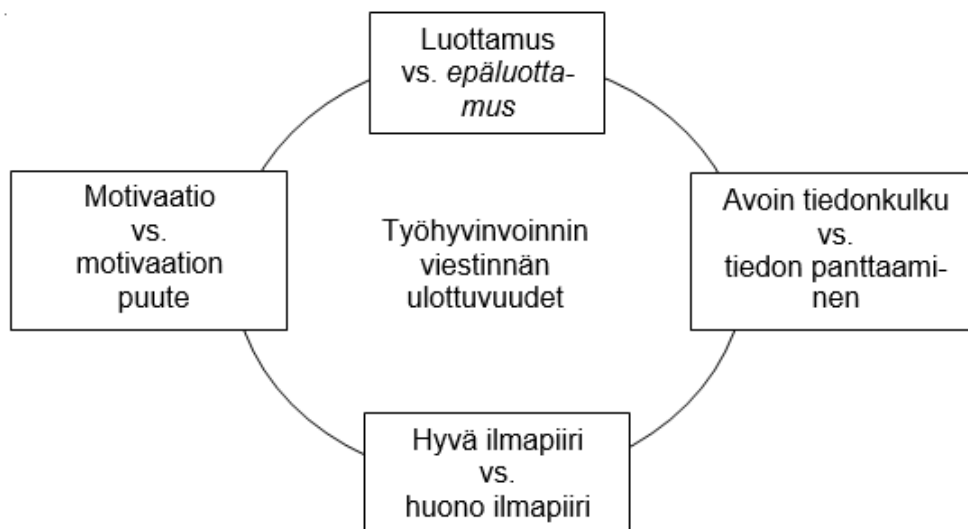 Luottamus
vs. epäluotta-
mus
Motivaatio
vs.
motivaation
puute
Työhyvinvoinnin
viestinnän
ulottuvuudet
Avoin tiedonkulku
vs.
tiedon panttaami-
nen
Hyvä ilmapiiri
vs.
huono ilmapiiri